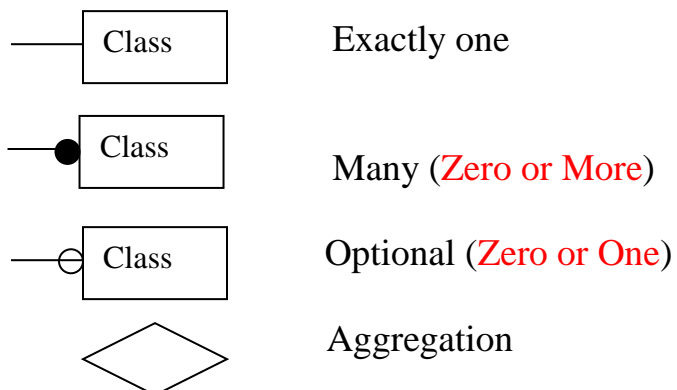 Class Exactly one
Class Many (Zero or More)
Class Optional (Zero or One)
Aggregation